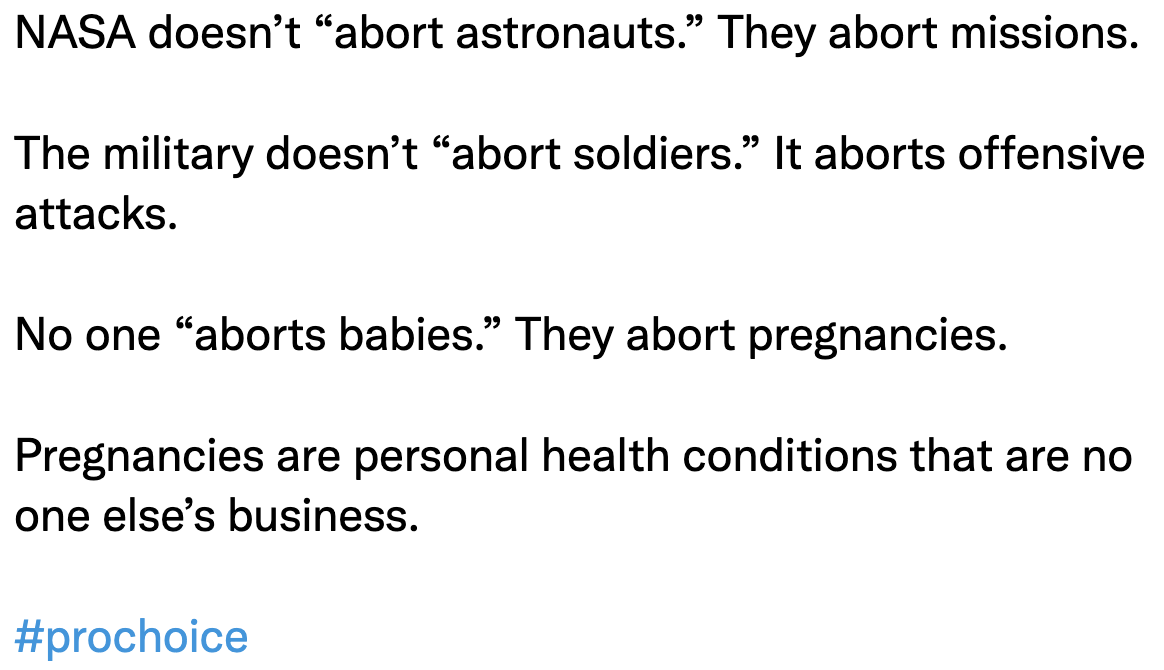 NASA doesn’t “abort astronauts.” They abort missions.
The military doesn’t “abort soldiers.” It aborts offensive
attacks.
No one “aborts babies.” They abort pregnancies.
Pregnancies are personal health conditions that are no
one else’s business.
#prochoice